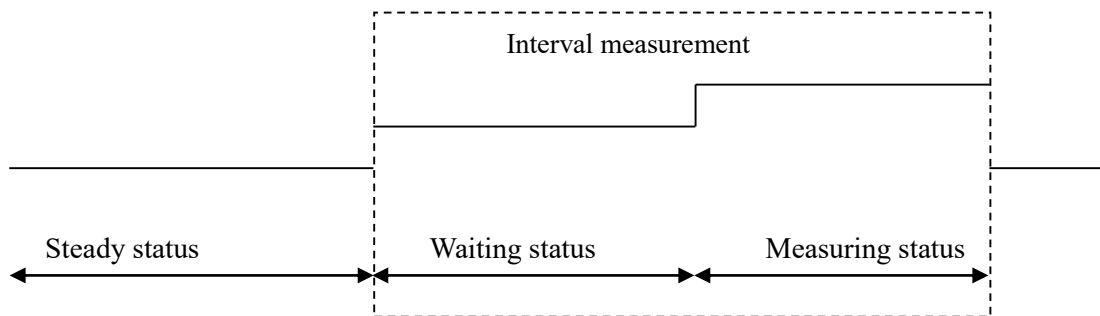 Interval measurement
Steady status
Waiting status
Measuring status